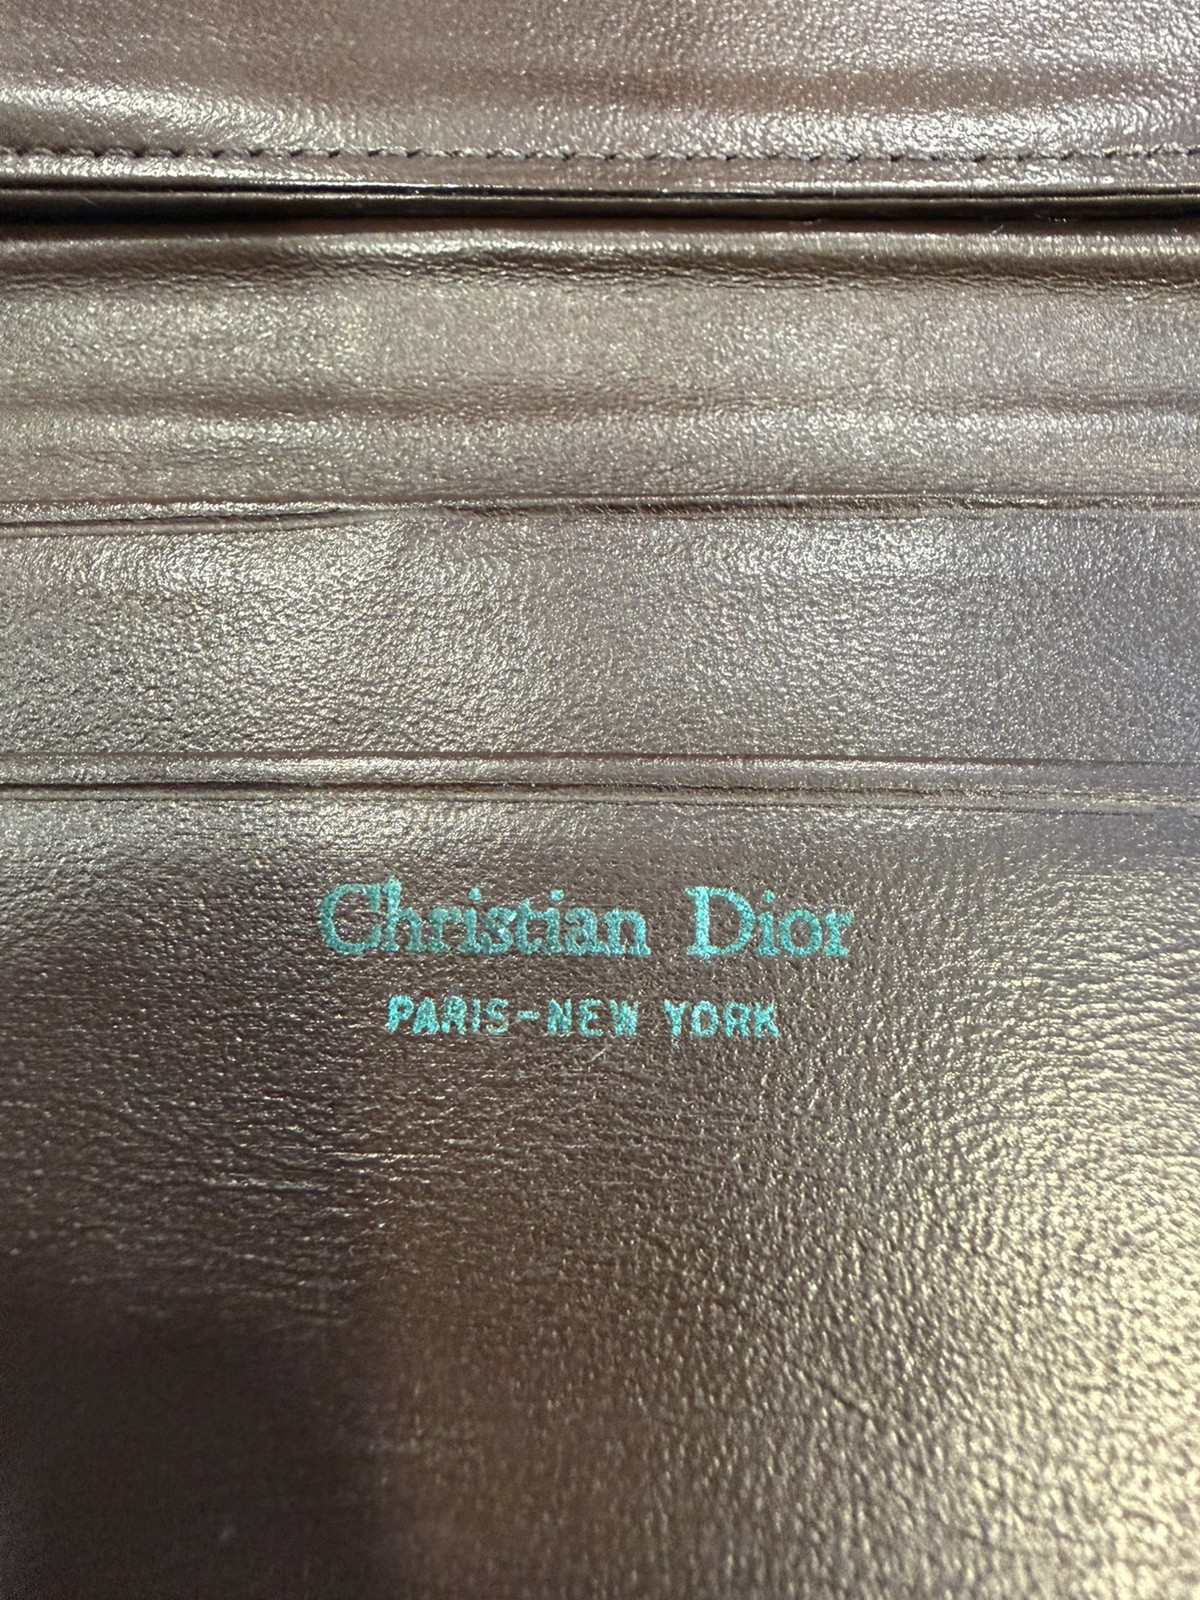 Christian Dior
PARIS-NEW YORK